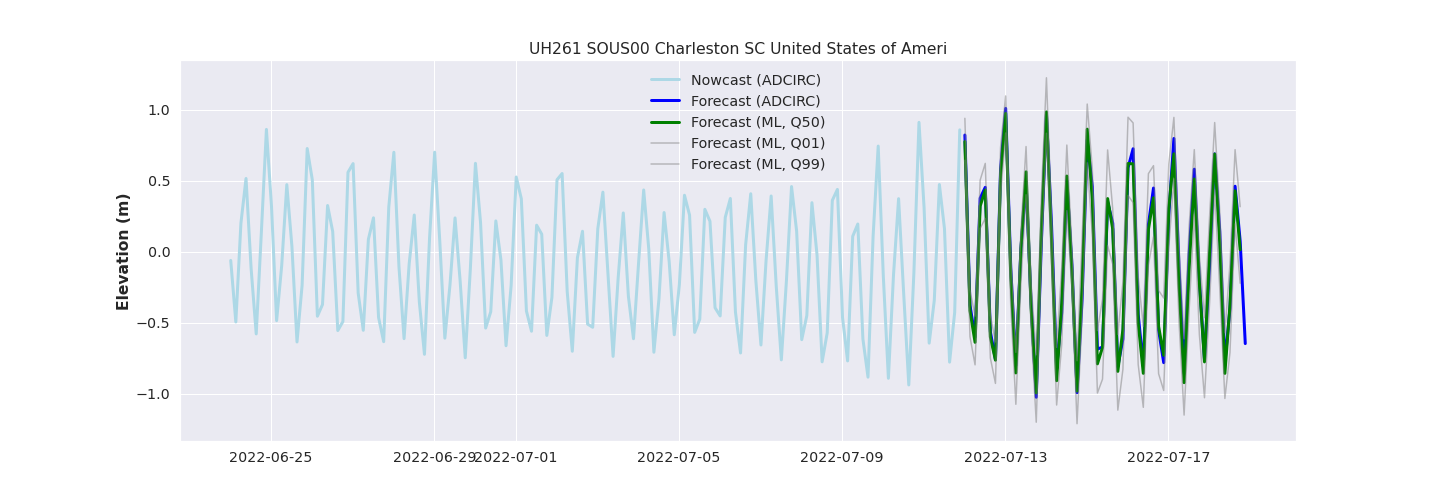 UH261 SOUS00 Charleston SC United States of Ameri
Nowcast (ADCIRC)
Forecast (ADCIRC)
Forecast (ML, Q50)
Forecast (ML, Q01)
Forecast (ML, Q99)
Elevation (m)
1.0
0.5
0.0
−0.5
−1.0
2022-06-25
2022-06-29
2022-07-01
2022-07-05
2022-07-09
2022-07-13
2022-07-17